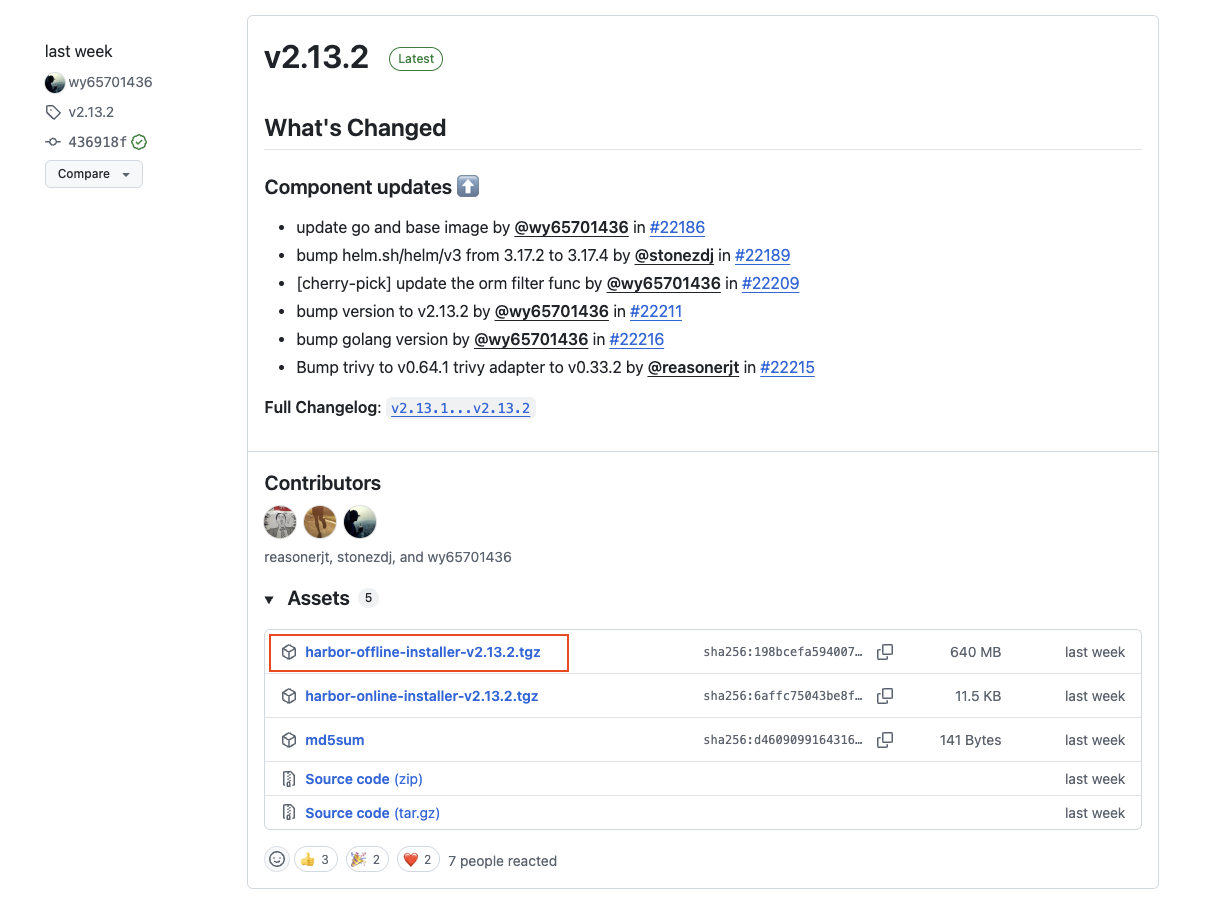 last week
wy65701436
v2.13.2
436918f
Compare
v2.13.2 Latest
What's Changed
Component updates
update go and base image by @wy65701436 in #22186
bump helm.sh/helm/v3 from 3.17.2 to 3.17.4 by @stonezdj in #22189
[cherry-pick] update the orm filter func by @wy65701436 in #22209
bump version to v2.13.2 by @wy65701436 in #22211
bump golang version by @wy65701436 in #22216
Bump trivy to v0.64.1 trivy adapter to v0.33.2 by @reasonerjt in #22215
Full Changelog: v2.13.1...v2.13.2
Contributors
reasonerjt, stonezdj, and wy65701436
Assets 5
harbor-offline-installer-v2.13.2.tgz sha256:198bcefa594007… 640 MB last week
harbor-online-installer-v2.13.2.tgz sha256:6affc75043be8f… 11.5 KB last week
md5sum sha256:d4609099164316… 141 Bytes last week
Source code (zip) last week
Source code (tar.gz) last week
3 2 2 7 people reacted